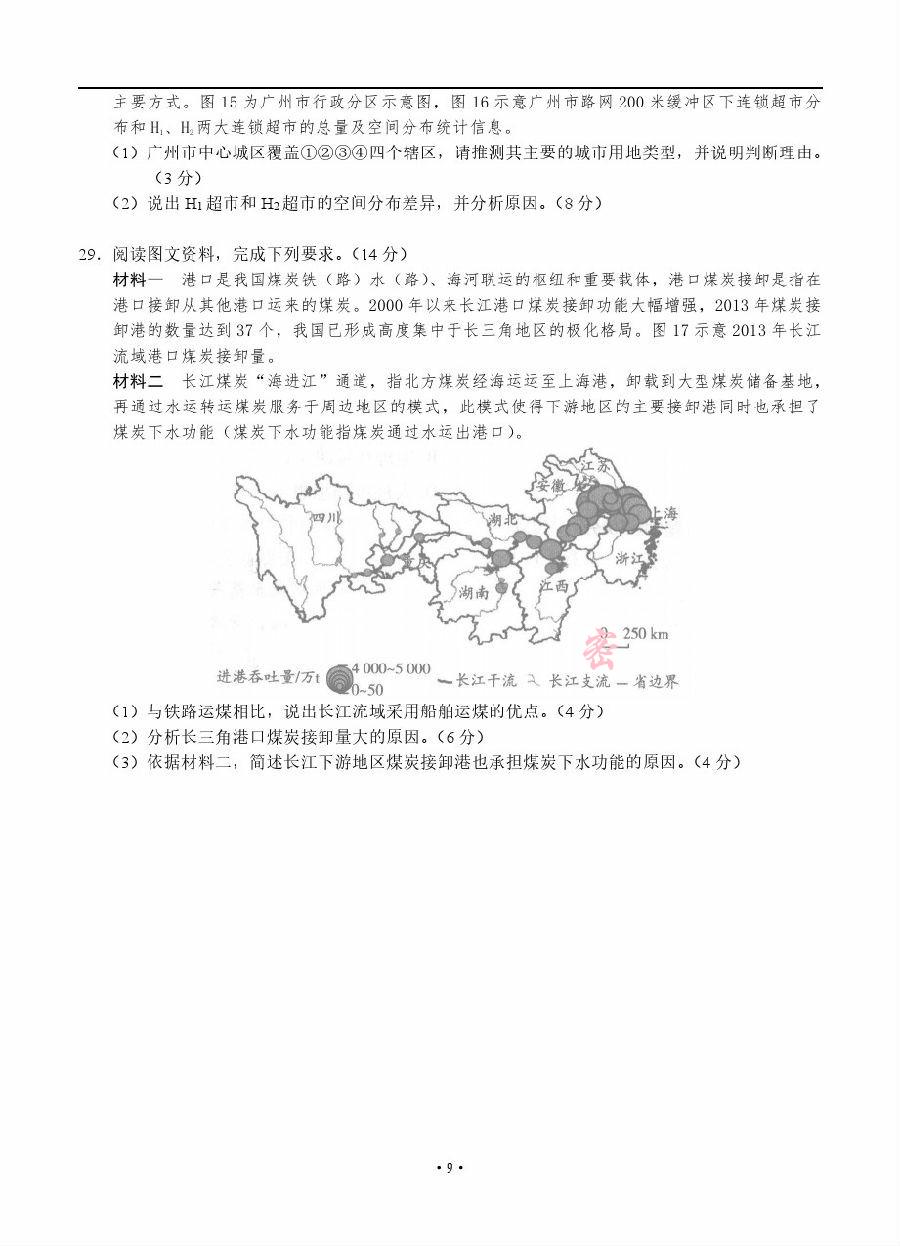 主要方式。图 15 为广州市行政分区示意图，图 16 示意广州市路网 200 米缓冲区下连锁超市分
布和 H₁、H₂ 两大连锁超市的总量及空间分布统计信息。
（1）广州市中心城区覆盖①②③④四个辖区，请推测其主要的城市用地类型，并说明判断理由。
（3 分）
（2）说出 H₁ 超市和 H₂ 超市的空间分布差异，并分析原因。（8 分）
29．阅读图文资料，完成下列要求。（14 分）
材料一　港口是我国煤炭铁（路）水（路）、海河联运的枢纽和重要载体，港口煤炭接卸是指在
港口接卸从其他港口运来的煤炭。2000 年以来长江港口煤炭接卸功能大幅增强，2013 年煤炭接
卸港的数量达到 37 个，我国已形成高度集中于长三角地区的极化格局。图 17 示意 2013 年长江
流域港口煤炭接卸量。
材料二　长江煤炭“海进江”通道，指北方煤炭经海运运至上海港，卸载到大型煤炭储备基地，
再通过水运转运煤炭服务于周边地区的模式，此模式使得下游地区的主要接卸港同时也承担了
煤炭下水功能（煤炭下水功能指煤炭通过水运出港口）。
江苏
安徽
四川
湖北
上海
重庆
浙江
湖南
江西
0 250 km
密
进港吞吐量/万t 4 000~5 000 0~50 长江干流 长江支流 省边界
（1）与铁路运煤相比，说出长江流域采用船舶运煤的优点。（4 分）
（2）分析长三角港口煤炭接卸量大的原因。（6 分）
（3）依据材料二，简述长江下游地区煤炭接卸港也承担煤炭下水功能的原因。（4 分）
·9·